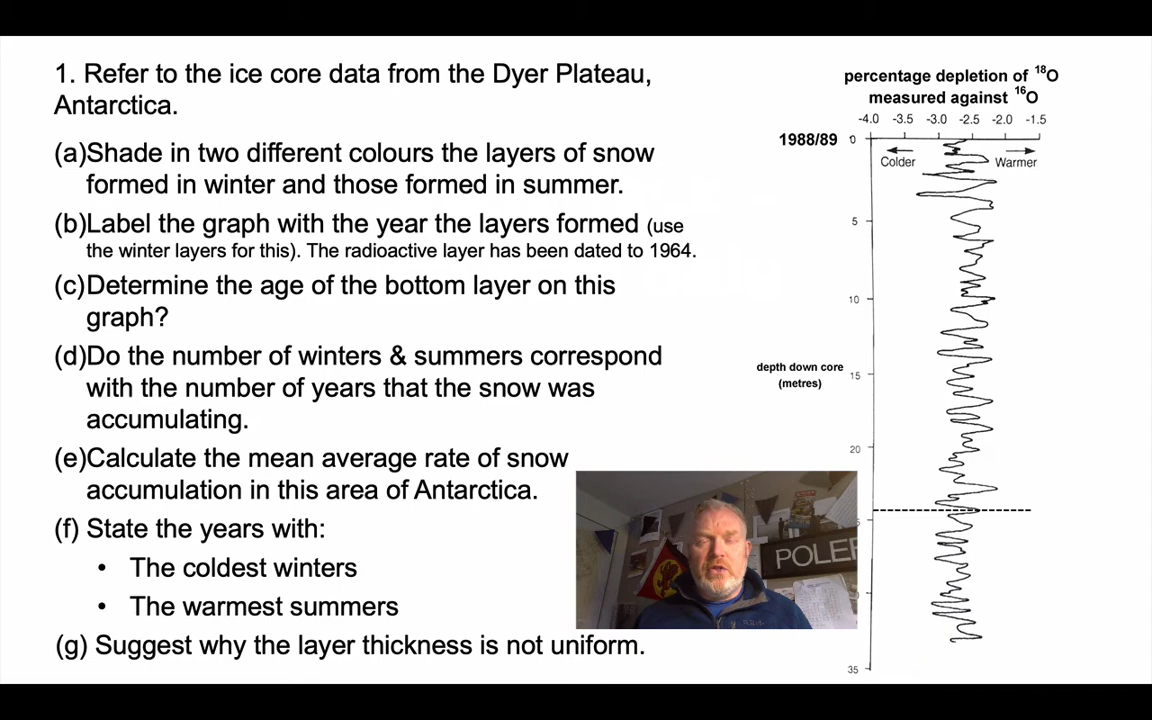 1. Refer to the ice core data from the Dyer Plateau,
Antarctica.
(a)Shade in two different colours the layers of snow
formed in winter and those formed in summer.
(b)Label the graph with the year the layers formed (use
the winter layers for this). The radioactive layer has been dated to 1964.
(c)Determine the age of the bottom layer on this
graph?
(d)Do the number of winters & summers correspond
with the number of years that the snow was
accumulating.
(e)Calculate the mean average rate of snow
accumulation in this area of Antarctica.
(f) State the years with:
• The coldest winters
• The warmest summers
(g) Suggest why the layer thickness is not uniform.
percentage depletion of 18O
measured against 16O
-4.0 -3.5 -3.0 -2.5 -2.0 -1.5
1988/89 0
Colder Warmer
5
10
depth down core
(metres)
15
20
35
POLE